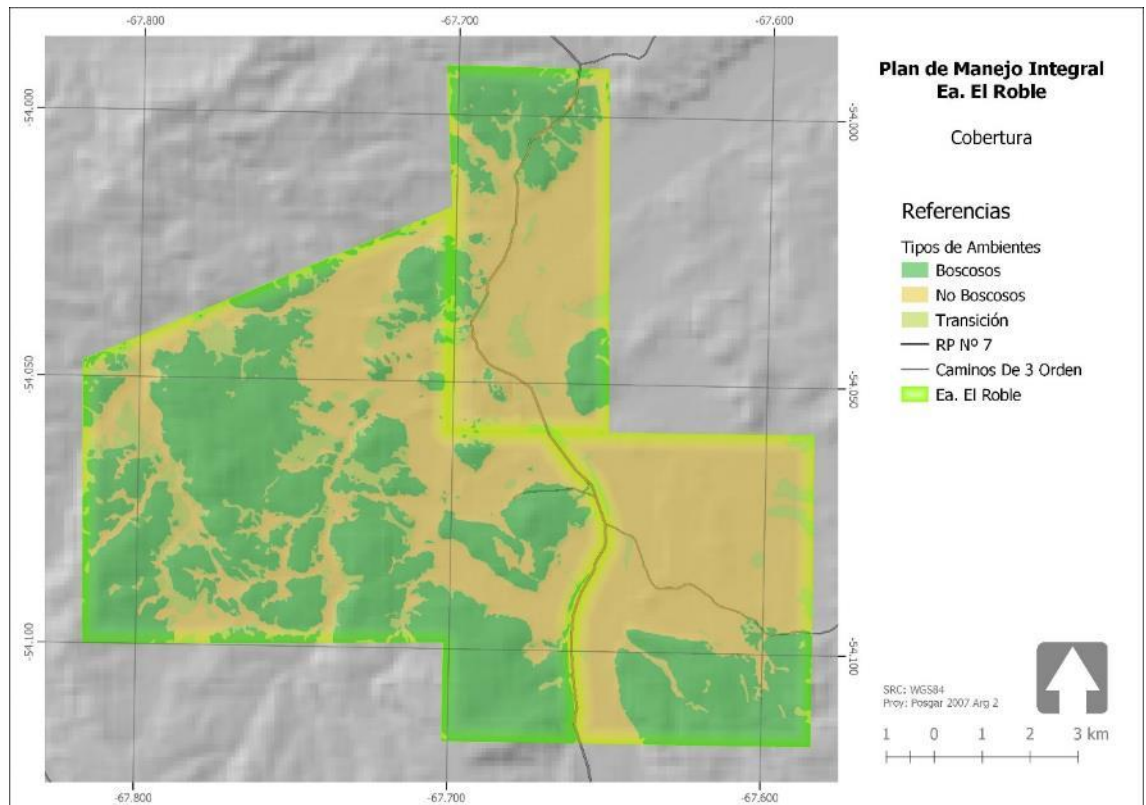 -67.800
-67.700
-67.600
-54.000
-54.000
-54.050
-54.050
-54.100
-54.100
-67.800
-67.700
-67.600
Plan de Manejo Integral
Ea. El Roble
Cobertura
Referencias
Tipos de Ambientes
Boscosos
No Boscosos
Transición
RP Nº 7
Caminos De 3 Orden
Ea. El Roble
SRC: WGS84
Proy: Posgar 2007 Arg 2
1 0 1 2 3 km